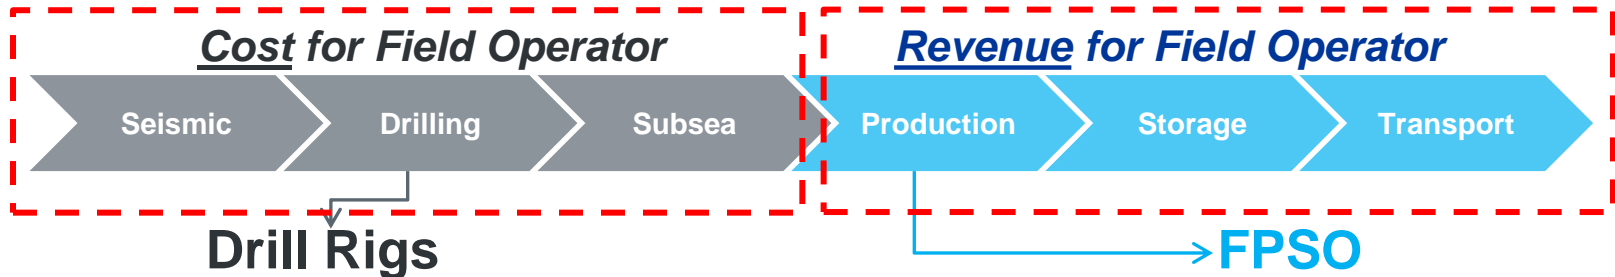 Cost for Field Operator
Revenue for Field Operator
Seismic
Drilling
Subsea
Production
Storage
Transport
Drill Rigs
FPSO